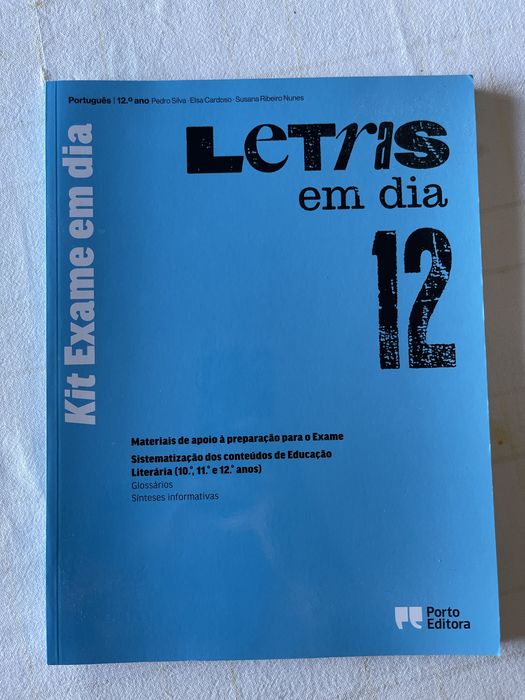 Português | 12.º ano Pedro Silva · Elsa Cardoso · Susana Ribeiro Nunes
Kit Exame em dia
LeTras
em dia
12
Materiais de apoio à preparação para o Exame
Sistematização dos conteúdos de Educação
Literária (10.º, 11.º e 12.º anos)
Glossários
Sínteses informativas
Porto
Editora